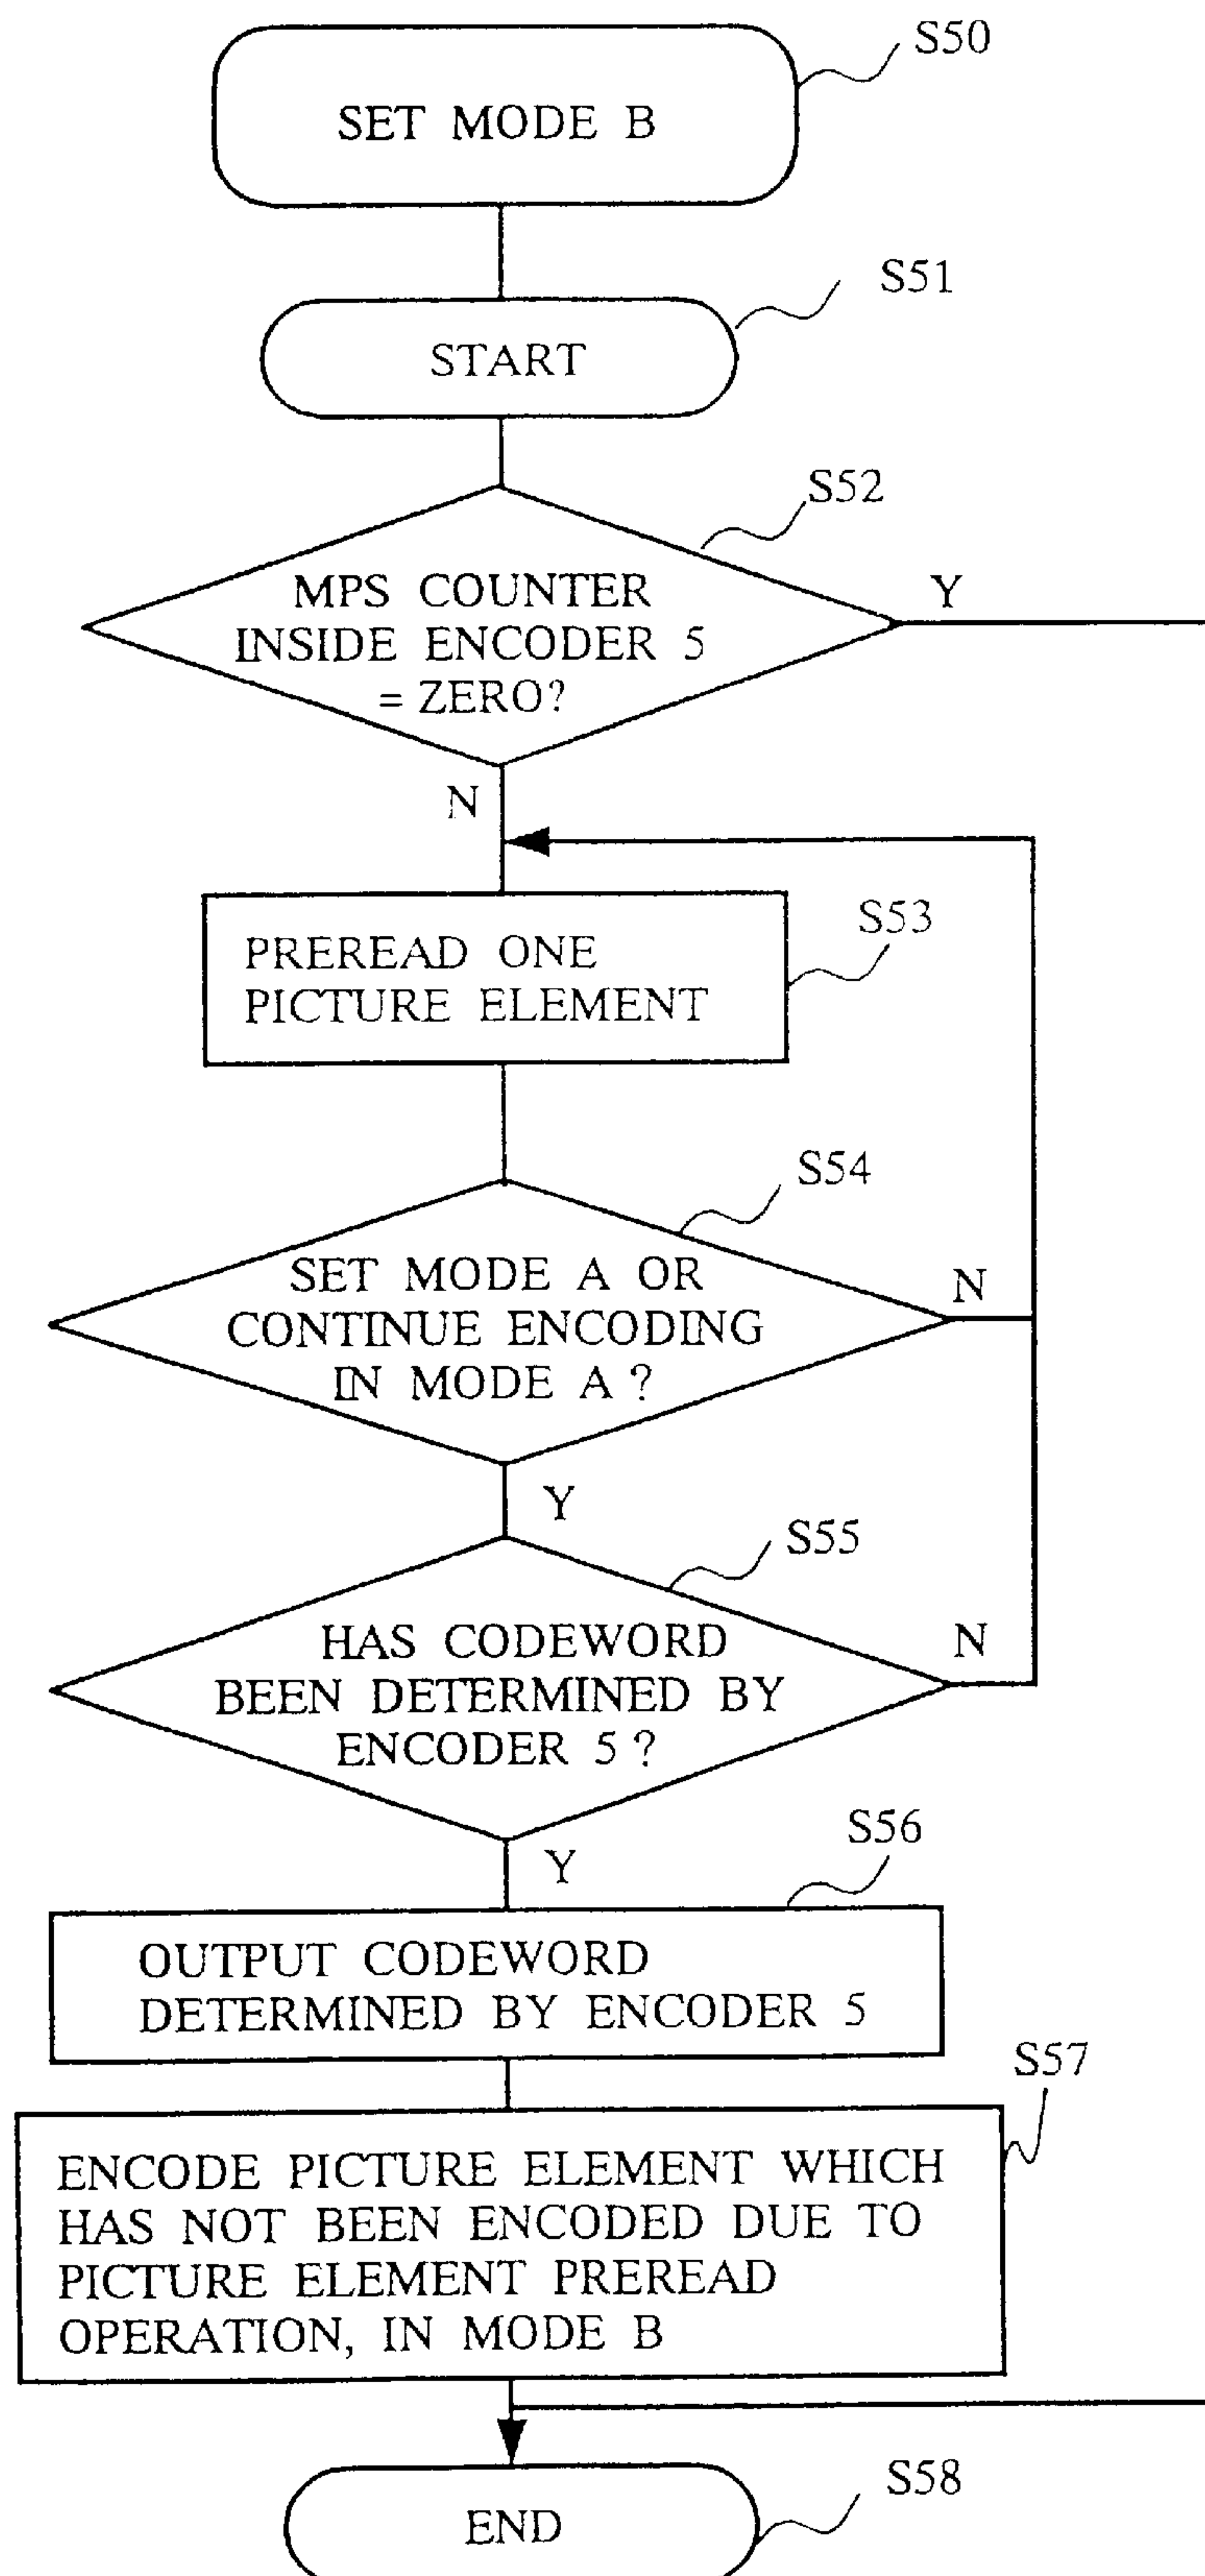 S50
SET MODE B
S51
START
S52
MPS COUNTER
INSIDE ENCODER 5
= ZERO?
Y
N
S53
PREREAD ONE
PICTURE ELEMENT
S54
SET MODE A OR
CONTINUE ENCODING
IN MODE A ?
N
Y
S55
HAS CODEWORD
BEEN DETERMINED BY
ENCODER 5 ?
N
Y
S56
OUTPUT CODEWORD
DETERMINED BY ENCODER 5
S57
ENCODE PICTURE ELEMENT WHICH
HAS NOT BEEN ENCODED DUE TO
PICTURE ELEMENT PREREAD
OPERATION, IN MODE B
S58
END